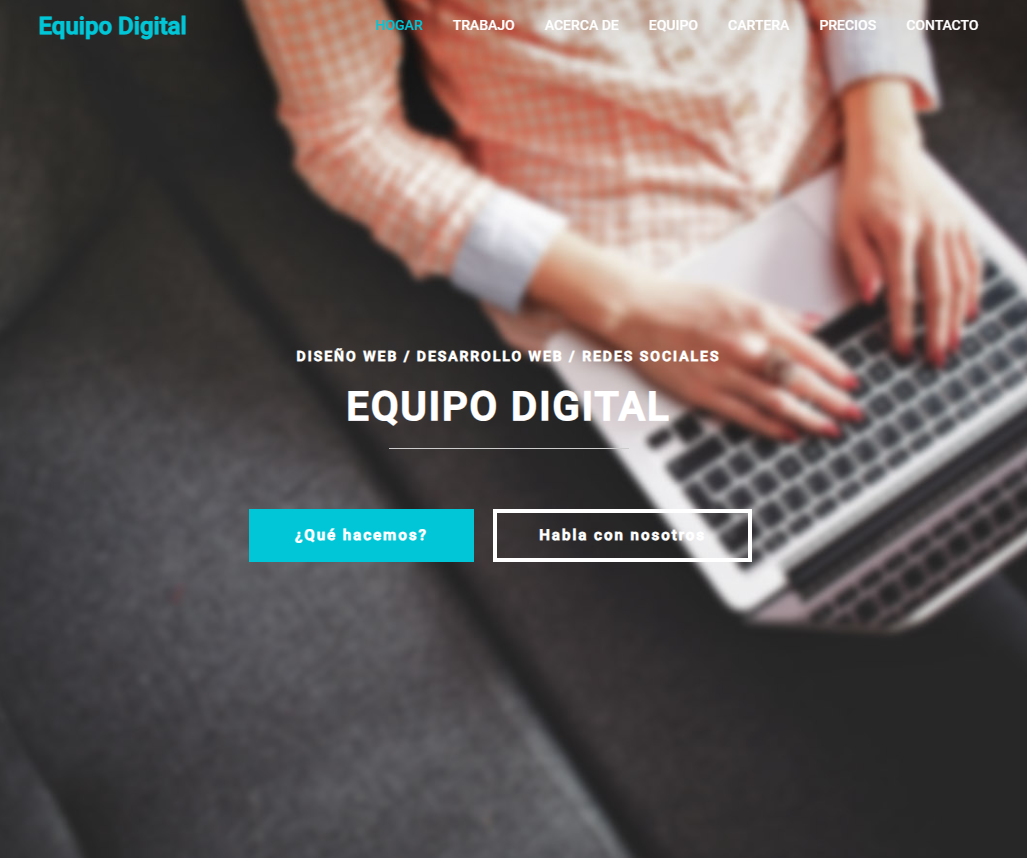 Equipo Digital
HOGAR TRABAJO ACERCA DE EQUIPO CARTERA PRECIOS CONTACTO
DISEÑO WEB / DESARROLLO WEB / REDES SOCIALES
EQUIPO DIGITAL
¿Qué hacemos? Habla con nosotros